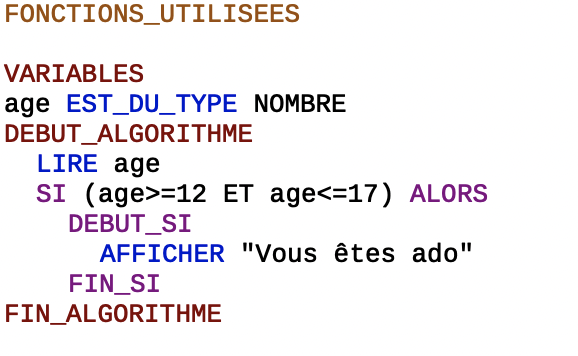 FONCTIONS_UTILISEES
VARIABLES
age EST_DU_TYPE NOMBRE
DEBUT_ALGORITHME
LIRE age
SI (age>=12 ET age<=17) ALORS
DEBUT_SI
AFFICHER "Vous êtes ado"
FIN_SI
FIN_ALGORITHME